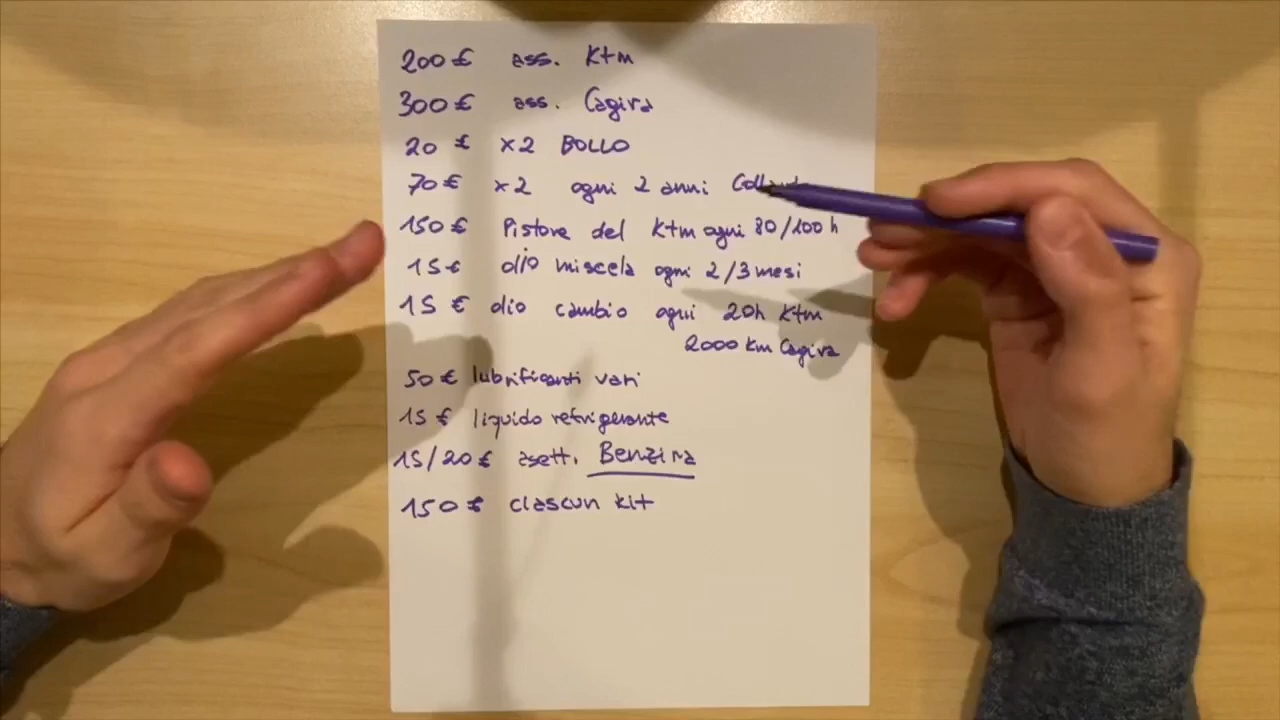 200 € ass. Ktm
300 € ass. Cagiva
20 € x2 BOLLO
70 € x2 ogni 2 anni
150 € Pistone del Ktm ogni 80/100 h
15 € olio miscela ogni 2/3 mesi
15 € olio cambio ogni 20h Ktm
2000 Km Cagiva
50 € lubrificanti vari
15 € liquido refrigerante
15/20 € a setti. Benzina
150 € ciascun kit